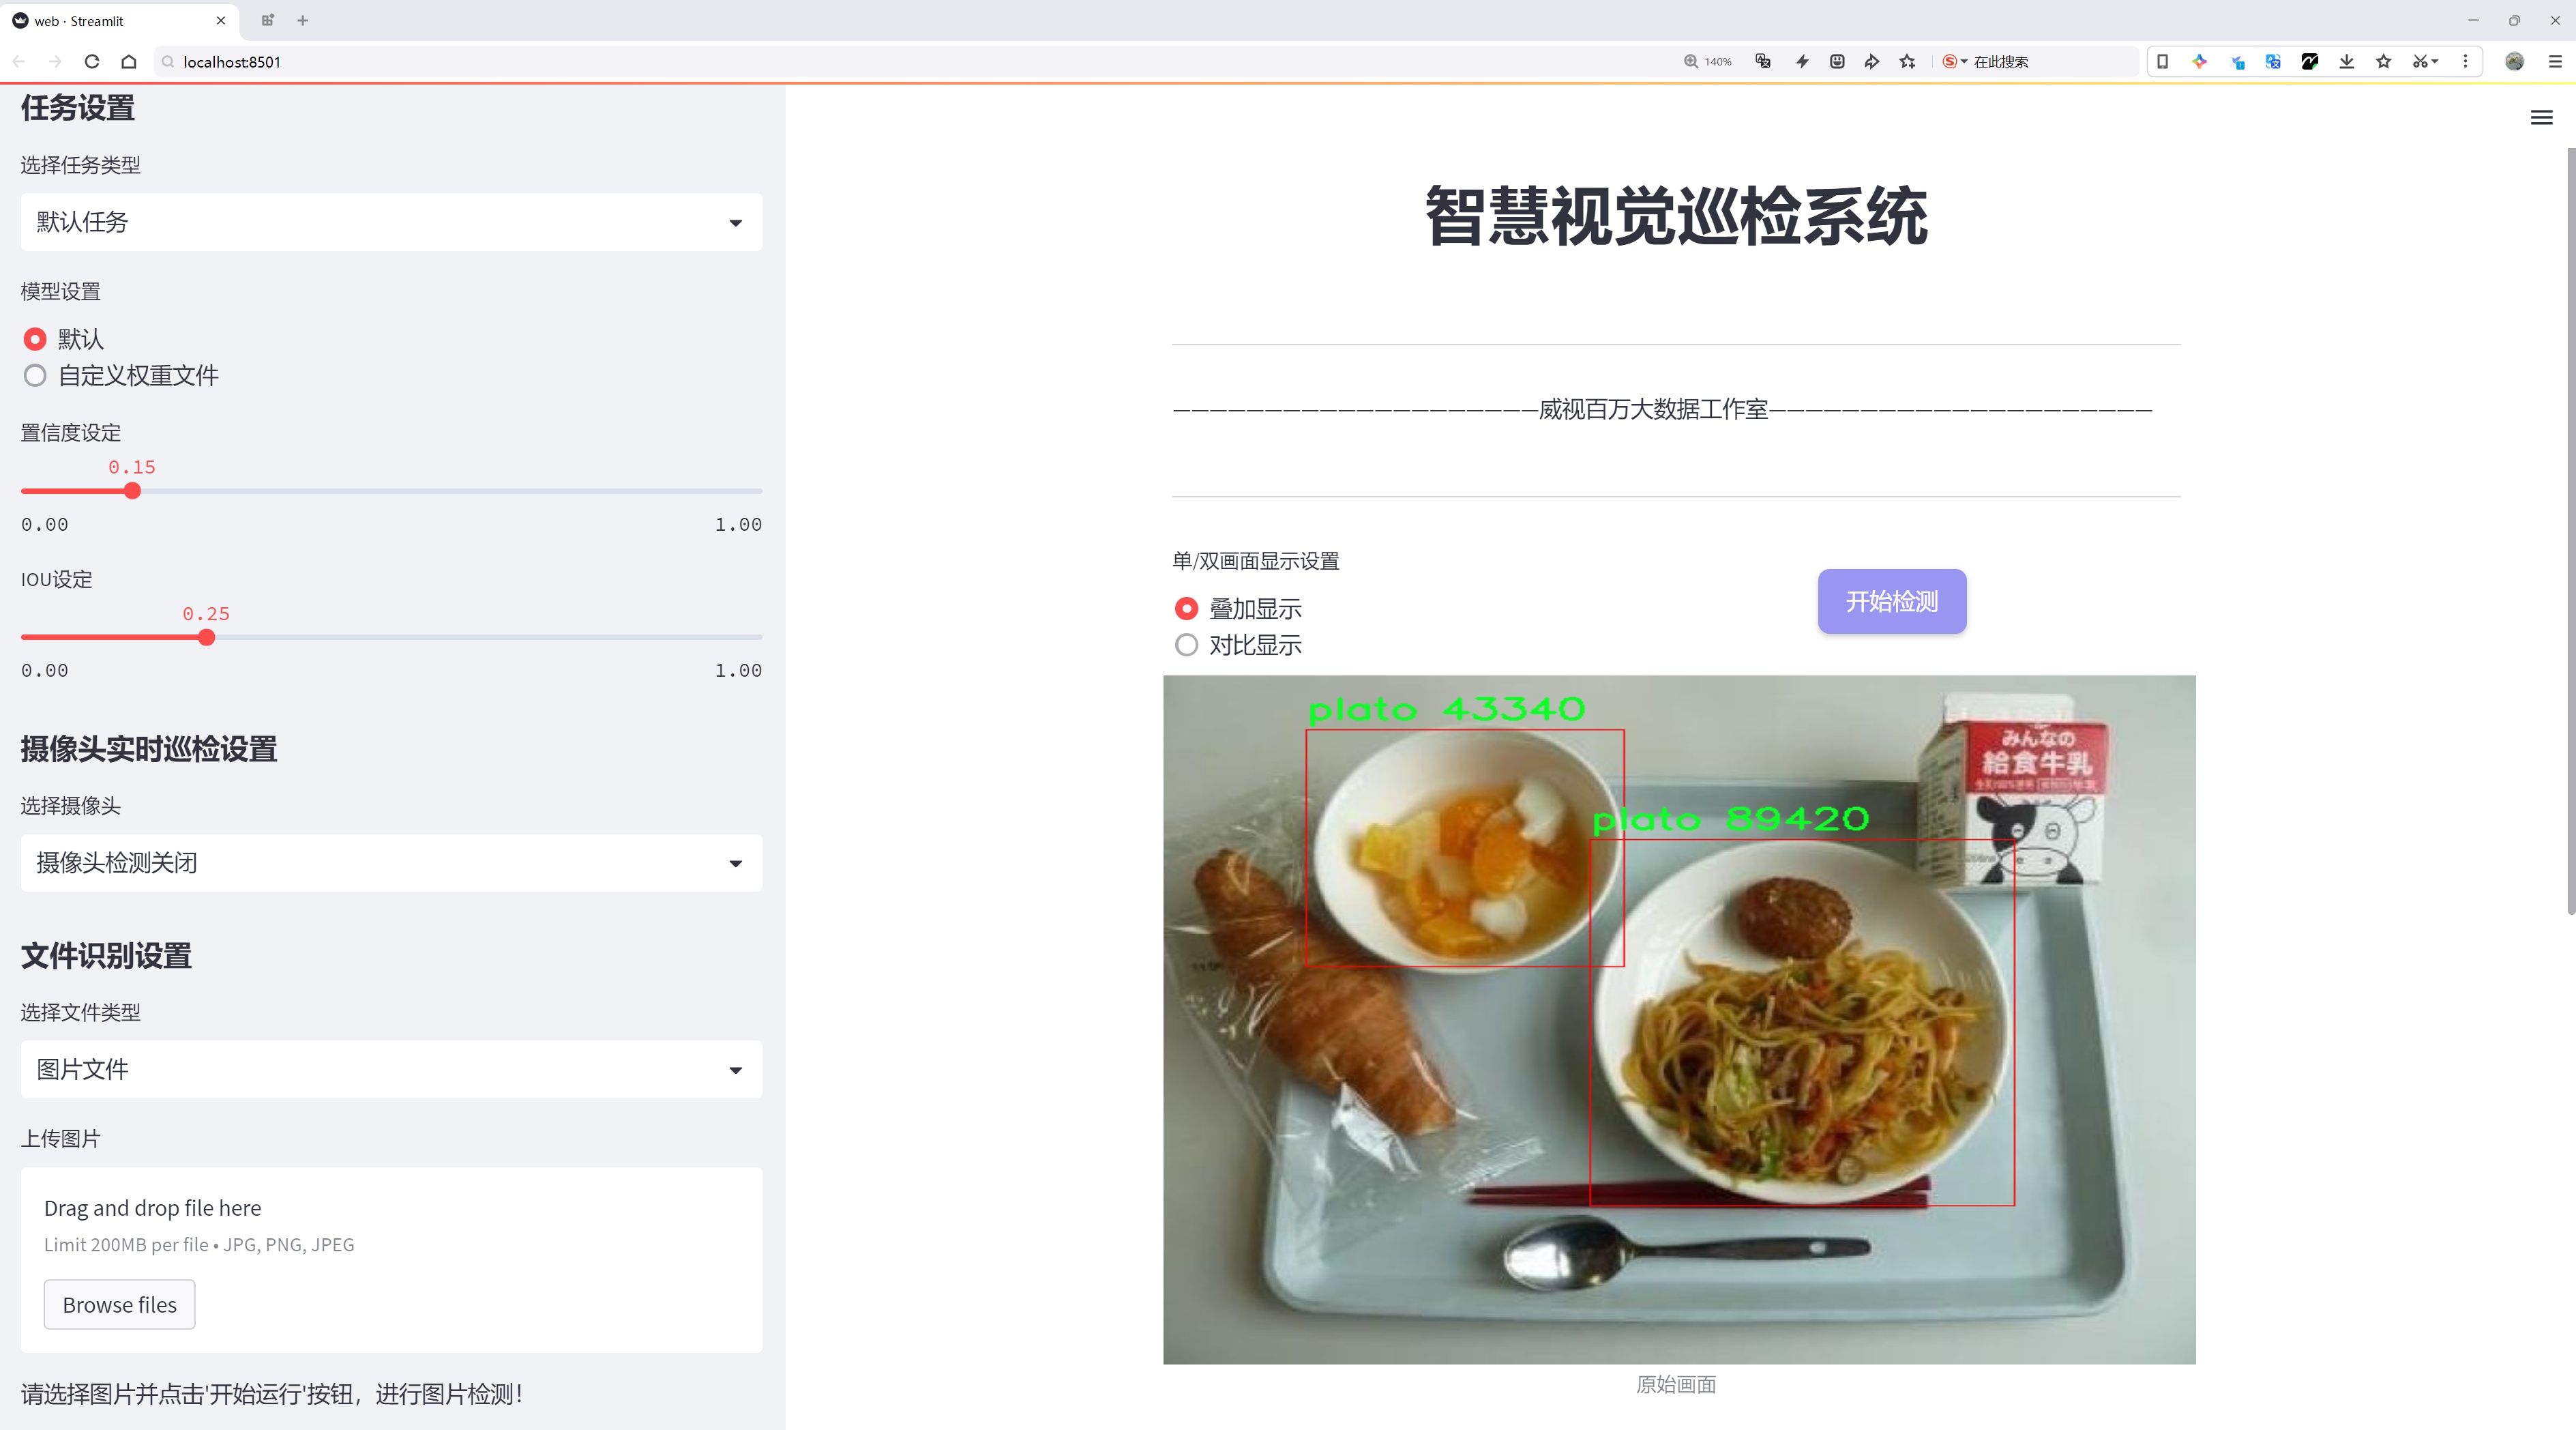 web · Streamlit
localhost:8501
140%
在此搜索
任务设置
选择任务类型
默认任务
模型设置
默认
自定义权重文件
置信度设定
0.15
0.00
1.00
IOU设定
0.25
0.00
1.00
摄像头实时巡检设置
选择摄像头
摄像头检测关闭
文件识别设置
选择文件类型
图片文件
上传图片
Drag and drop file here
Limit 200MB per file • JPG, PNG, JPEG
Browse files
请选择图片并点击'开始运行'按钮，进行图片检测！
智慧视觉巡检系统
————————————————————威视百万大数据工作室—————————————————————
单/双画面显示设置
叠加显示
对比显示
开始检测
plato 43340
plato 89420
みんなの
給食牛乳
原始画面